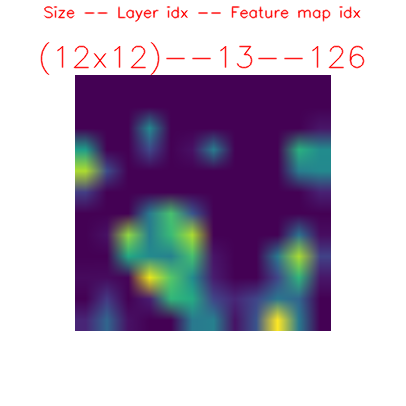 Size -- Layer idx -- Feature map idx
(12x12)--13--126